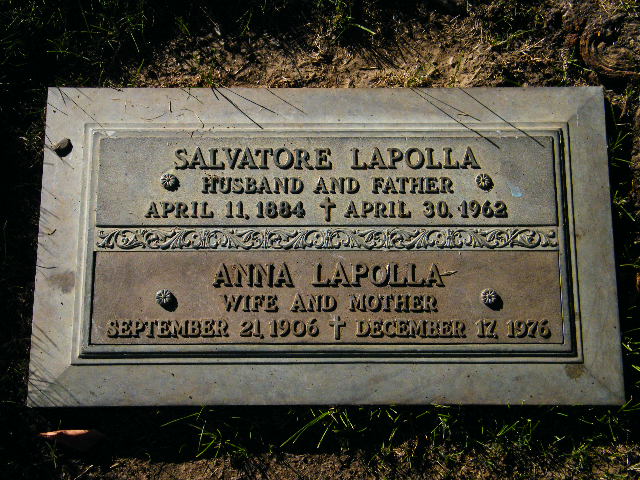 SALVATORE LAPOLLA
HUSBAND AND FATHER
APRIL 11, 1884 ✝ APRIL 30, 1962
ANNA LAPOLLA
WIFE AND MOTHER
SEPTEMBER 21, 1906 ✝ DECEMBER 17, 1976